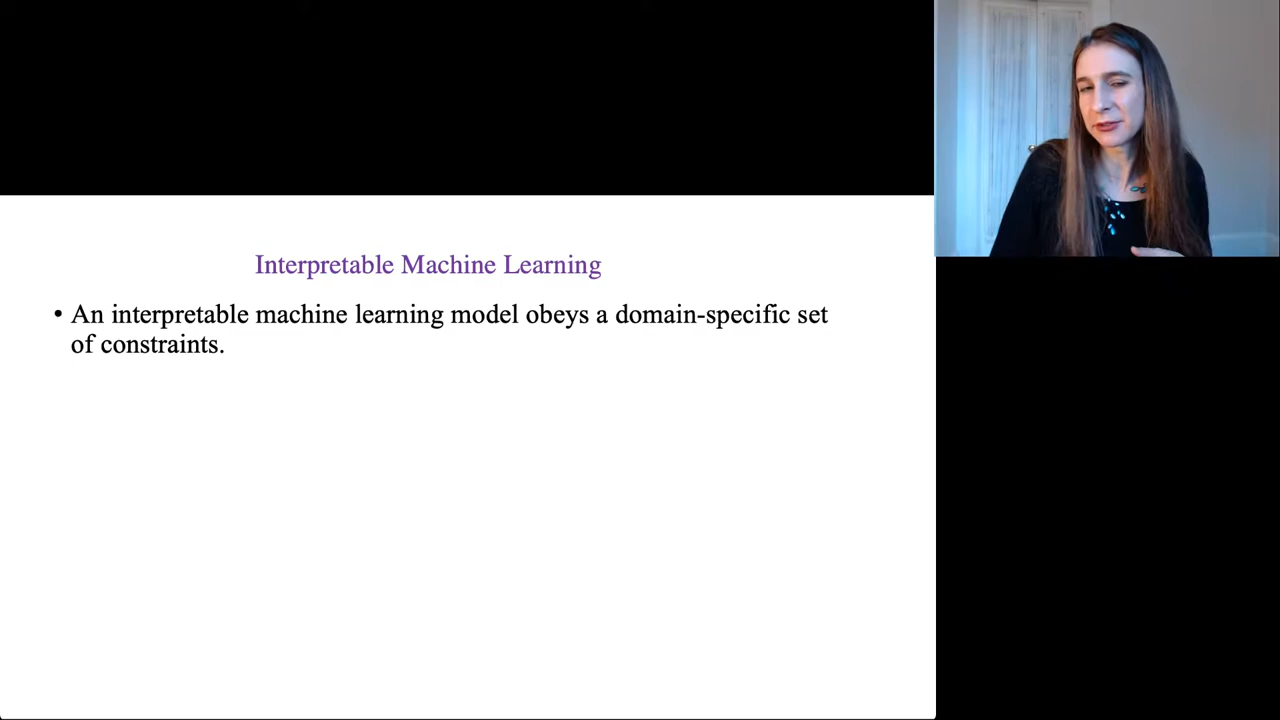 Interpretable Machine Learning
• An interpretable machine learning model obeys a domain-specific set
of constraints.